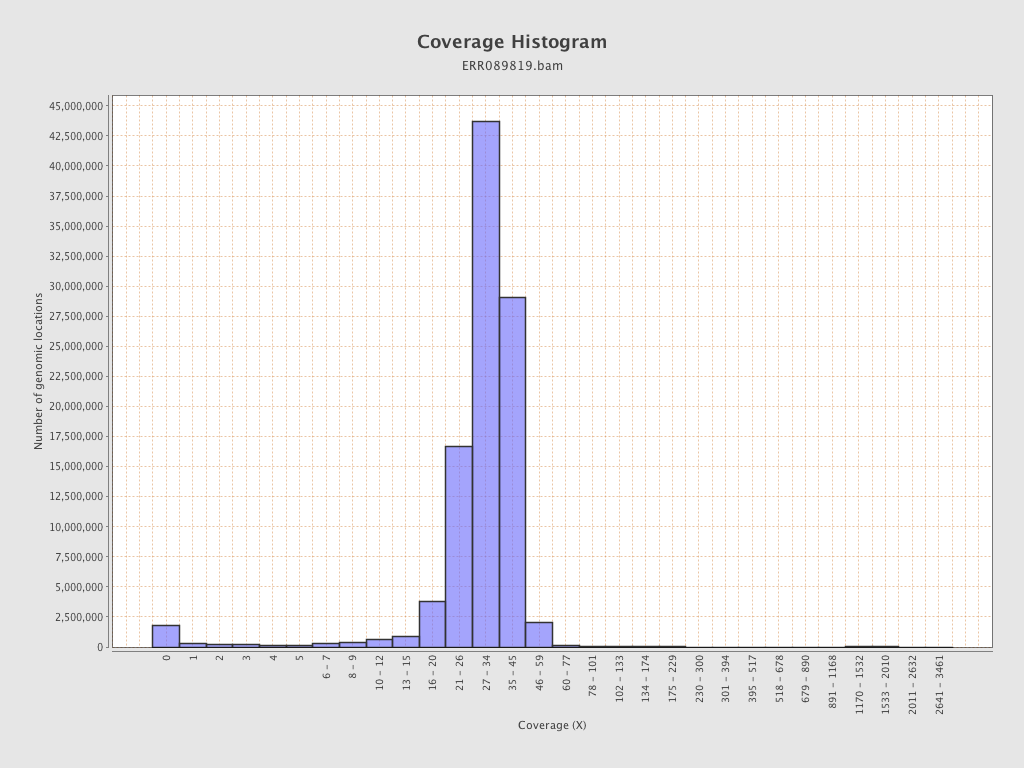 Coverage Histogram
ERR089819.bam
45,000,000
42,500,000
40,000,000
37,500,000
35,000,000
32,500,000
30,000,000
27,500,000
25,000,000
22,500,000
20,000,000
17,500,000
15,000,000
12,500,000
10,000,000
7,500,000
5,000,000
2,500,000
0
Number of genomic locations
0
1
2
3
4
5
6 – 7
8 – 9
10 – 12
13 – 15
16 – 20
21 – 26
27 – 34
35 – 45
46 – 59
60 – 77
78 – 101
102 – 133
134 – 174
175 – 229
230 – 300
301 – 394
395 – 517
518 – 678
679 – 890
891 – 1168
1170 – 1532
1533 – 2010
2011 – 2632
2641 – 3461
Coverage (X)